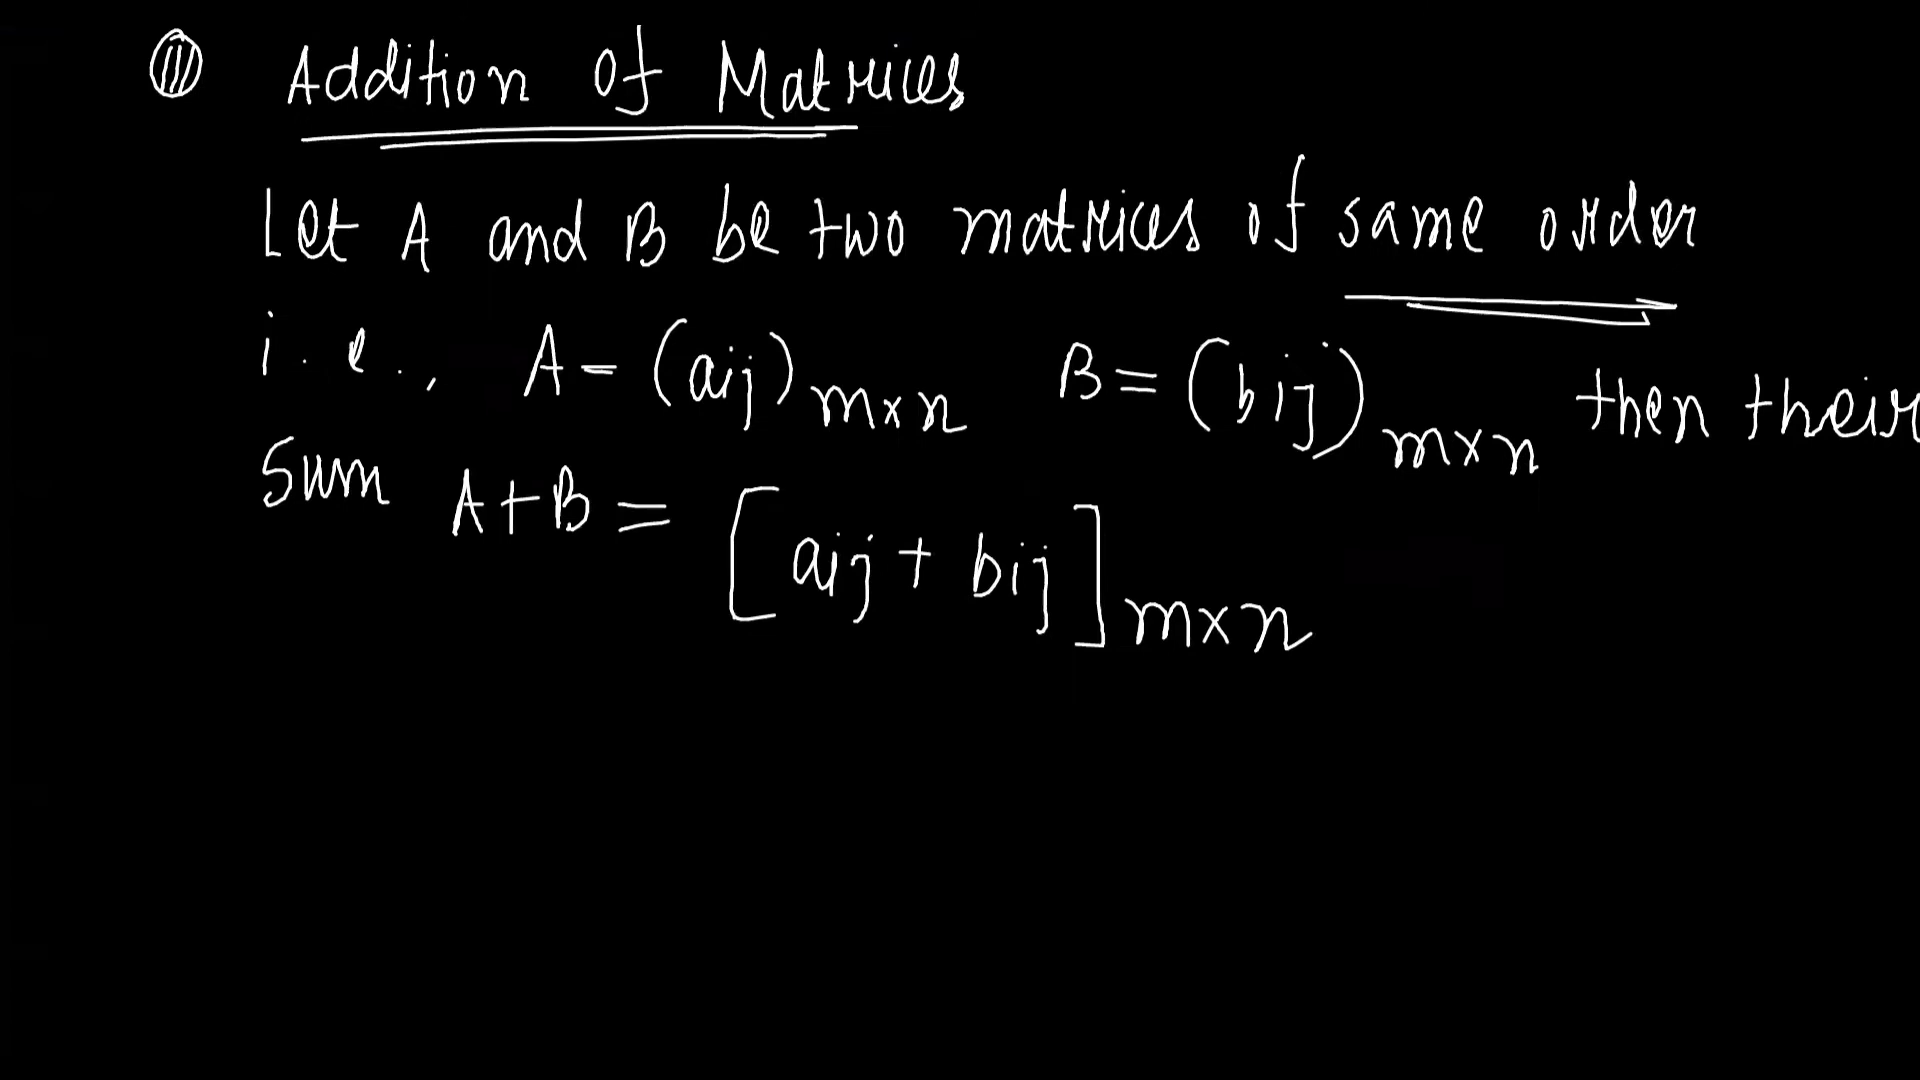 (III) Addition of Matrices
Let A and B be two matrices of same order
i.e., A = (aij) m×n B = (bij) m×n then their
Sum A+B = [aij + bij] m×n